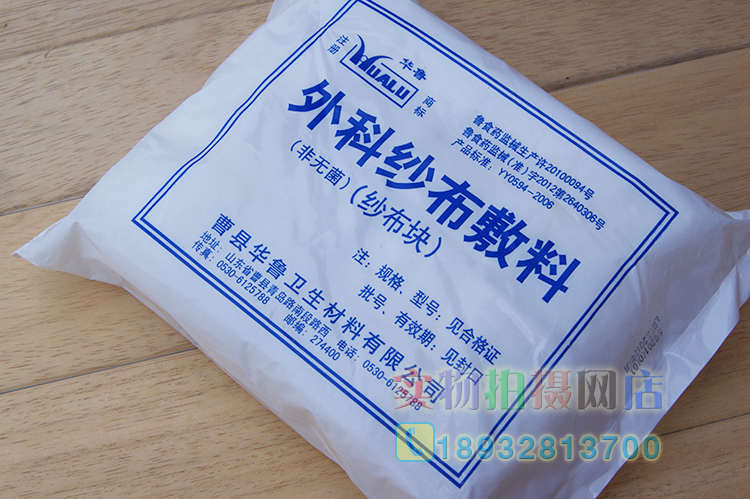 注册
华鲁
HUALU
商标
鲁食药监械生产许20100094号
鲁食药监械(准)字2012第2640306号
产品标准：YY0594-2006
外科纱布敷料
(非无菌)(纱布块)
注：规格、型号：见合格证
批号、有效期：见封口
曹县华鲁卫生材料有限公司
地址：山东省曹县青岛路南段路西 电话：0530-6125788
传真：0530-6125788 邮编：274400
实物拍摄网店
18932813700